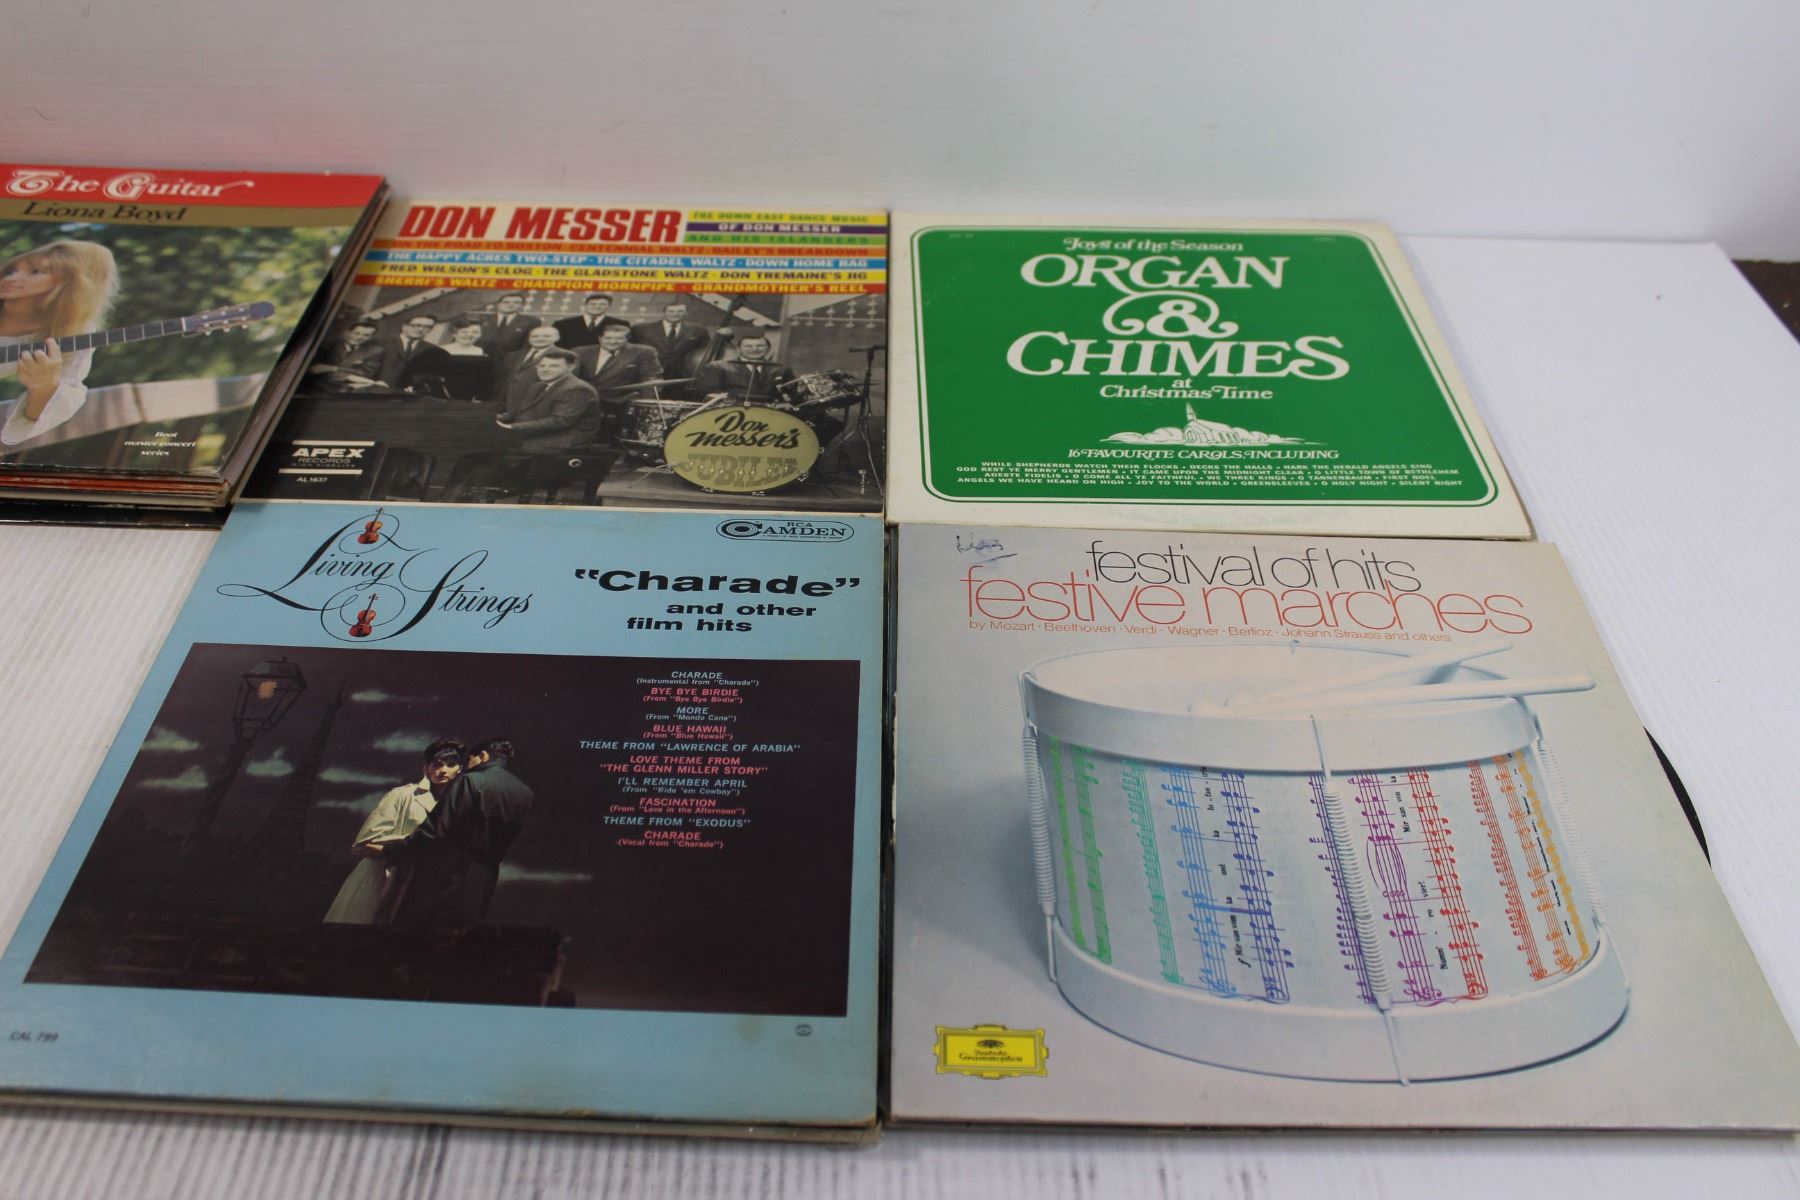 The Guitar
Liona Boyd
Boot
master concert
series
DON MESSER
THE DOWN EAST DANCE MUSIC
OF DON MESSER
AND HIS ISLANDERS
ON THE ROAD TO BOSTON · CENTENNIAL WALTZ · BAILEY'S BREAKDOWN
THE HAPPY ACRES TWO-STEP · THE CITADEL WALTZ · DOWN HOME RAG
FRED WILSON'S CLOG · THE GLADSTONE WALTZ · DON TREMAINE'S JIG
SHERRI'S WALTZ · CHAMPION HORNPIPE · GRANDMOTHER'S REEL
Don
Messer's
JUBILEE
APEX
RECORDS
HIGH FIDELITY
AL 1637
Joys of the Season
ORGAN
&
CHIMES
at
Christmas Time
16 FAVOURITE CAROLS, INCLUDING
WHILE SHEPHERDS WATCH THEIR FLOCKS • DECKS THE HALLS • HARK THE HERALD ANGELS SING
GOD REST YE MERRY GENTLEMEN • IT CAME UPON THE MIDNIGHT CLEAR • O LITTLE TOWN OF BETHLEHEM
ADESTE FIDELIS • O COME ALL YE FAITHFUL • WE THREE KINGS • O TANNENBAUM • FIRST NOEL
ANGELS WE HAVE HEARD ON HIGH • JOY TO THE WORLD • GREENSLEEVES • O HOLY NIGHT • SILENT NIGHT
Living Strings
RCA
CAMDEN
"Charade"
and other
film hits
CHARADE
(Instrumental from "Charade")
BYE BYE BIRDIE
(From "Bye Bye Birdie")
MORE
(From "Mondo Cane")
BLUE HAWAII
(From "Blue Hawaii")
THEME FROM "LAWRENCE OF ARABIA"
LOVE THEME FROM
"THE GLENN MILLER STORY"
I'LL REMEMBER APRIL
(From "Ride 'em Cowboy")
FASCINATION
(From "Love in the Afternoon")
THEME FROM "EXODUS"
CHARADE
(Vocal from "Charade")
CAL 799
festival of hits
festive marches
by Mozart · Beethoven · Verdi · Wagner · Berlioz · Johann Strauss and others
Deutsche
Grammophon